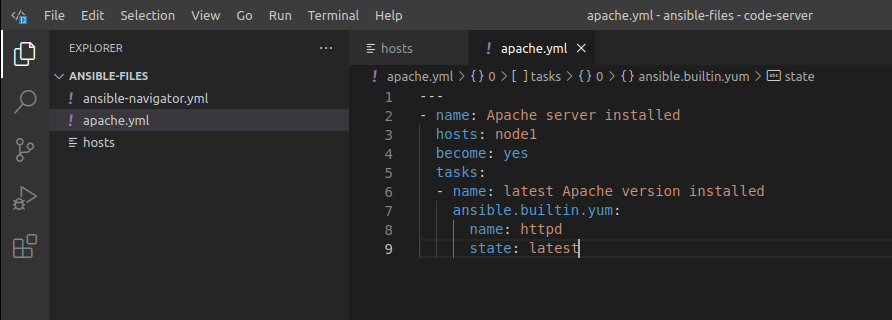 File Edit Selection View Go Run Terminal Help apache.yml - ansible-files - code-server
EXPLORER ···
ANSIBLE-FILES
! ansible-navigator.yml
! apache.yml
hosts
hosts ! apache.yml ×
! apache.yml > {} 0 > [ ] tasks > {} 0 > {} ansible.builtin.yum > abc state
1 ---
2 - name: Apache server installed
3   hosts: node1
4   become: yes
5   tasks:
6   - name: latest Apache version installed
7     ansible.builtin.yum:
8       name: httpd
9       state: latest